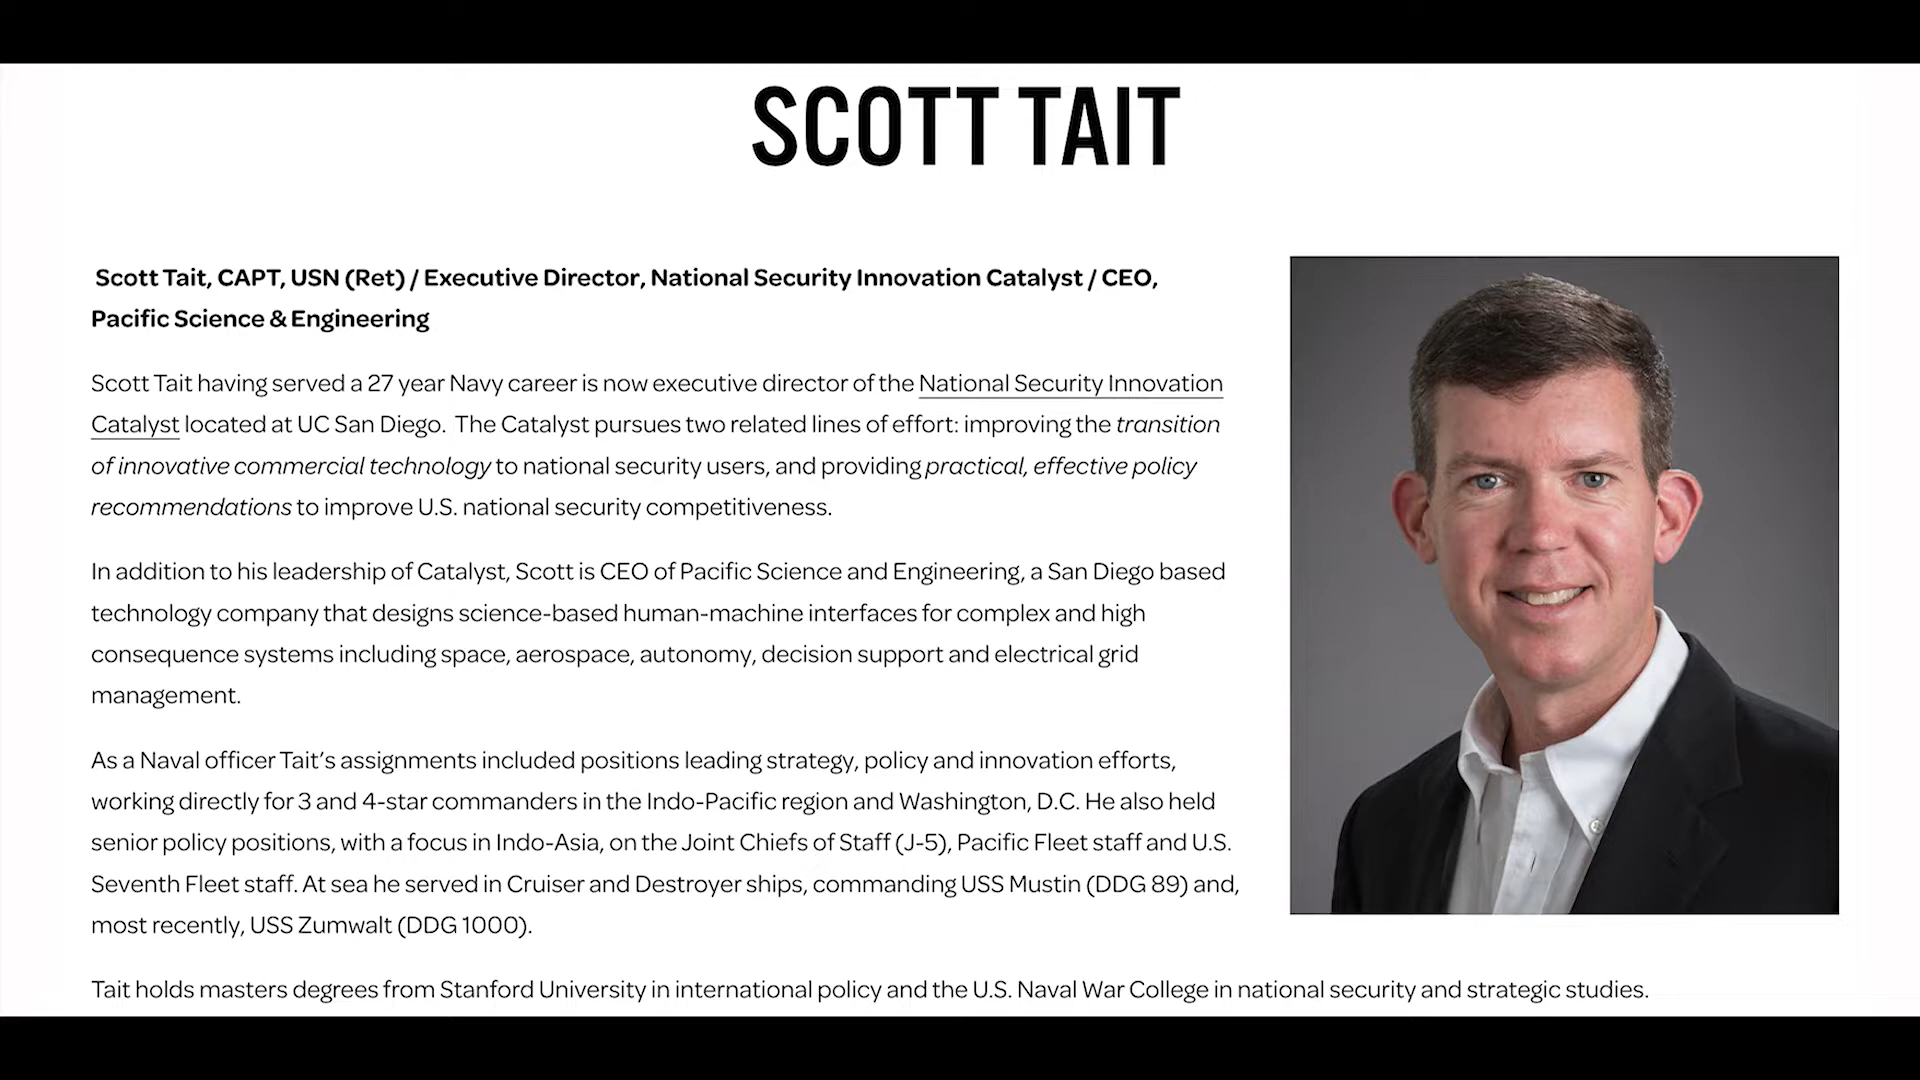 SCOTT TAIT
Scott Tait, CAPT, USN (Ret) / Executive Director, National Security Innovation Catalyst / CEO,
Pacific Science & Engineering
Scott Tait having served a 27 year Navy career is now executive director of the National Security Innovation
Catalyst located at UC San Diego. The Catalyst pursues two related lines of effort: improving the transition
of innovative commercial technology to national security users, and providing practical, effective policy
recommendations to improve U.S. national security competitiveness.
In addition to his leadership of Catalyst, Scott is CEO of Pacific Science and Engineering, a San Diego based
technology company that designs science-based human-machine interfaces for complex and high
consequence systems including space, aerospace, autonomy, decision support and electrical grid
management.
As a Naval officer Tait's assignments included positions leading strategy, policy and innovation efforts,
working directly for 3 and 4-star commanders in the Indo-Pacific region and Washington, D.C. He also held
senior policy positions, with a focus in Indo-Asia, on the Joint Chiefs of Staff (J-5), Pacific Fleet staff and U.S.
Seventh Fleet staff. At sea he served in Cruiser and Destroyer ships, commanding USS Mustin (DDG 89) and,
most recently, USS Zumwalt (DDG 1000).
Tait holds masters degrees from Stanford University in international policy and the U.S. Naval War College in national security and strategic studies.